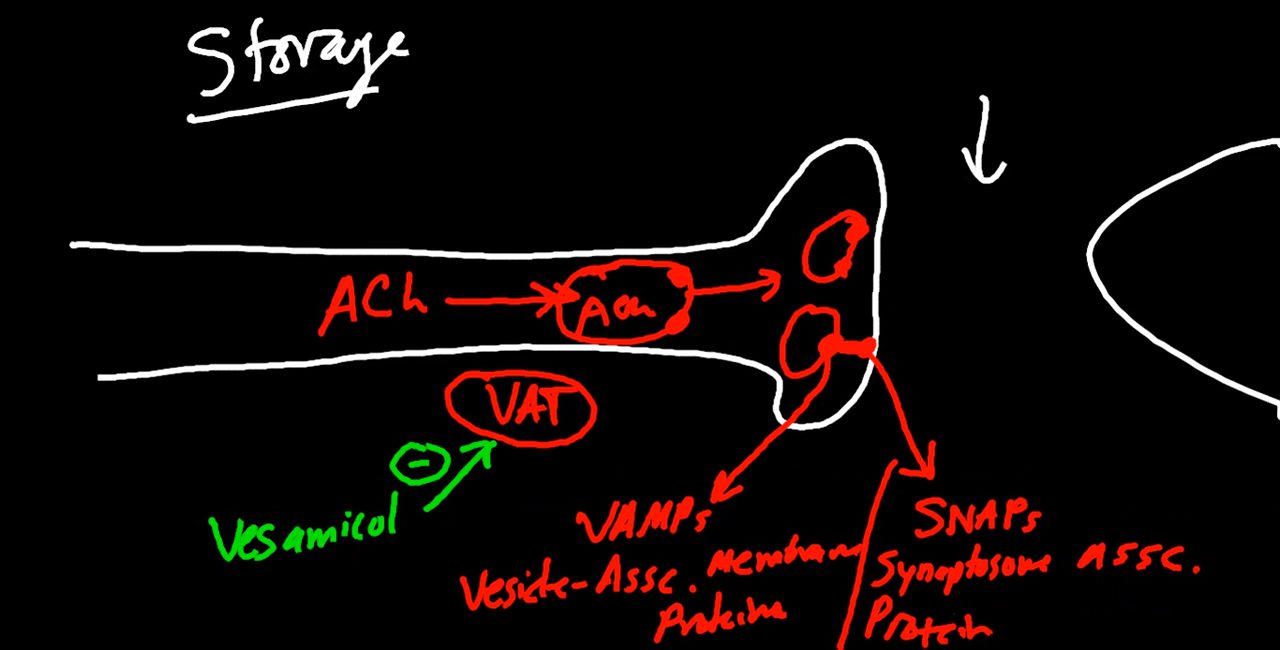 Storage
ACh
ACh
VAT
Vesamicol
VAMPs
Vesicle-Assc. Membrane
Proteins
SNAPs
Synaptosome assc.
Protein